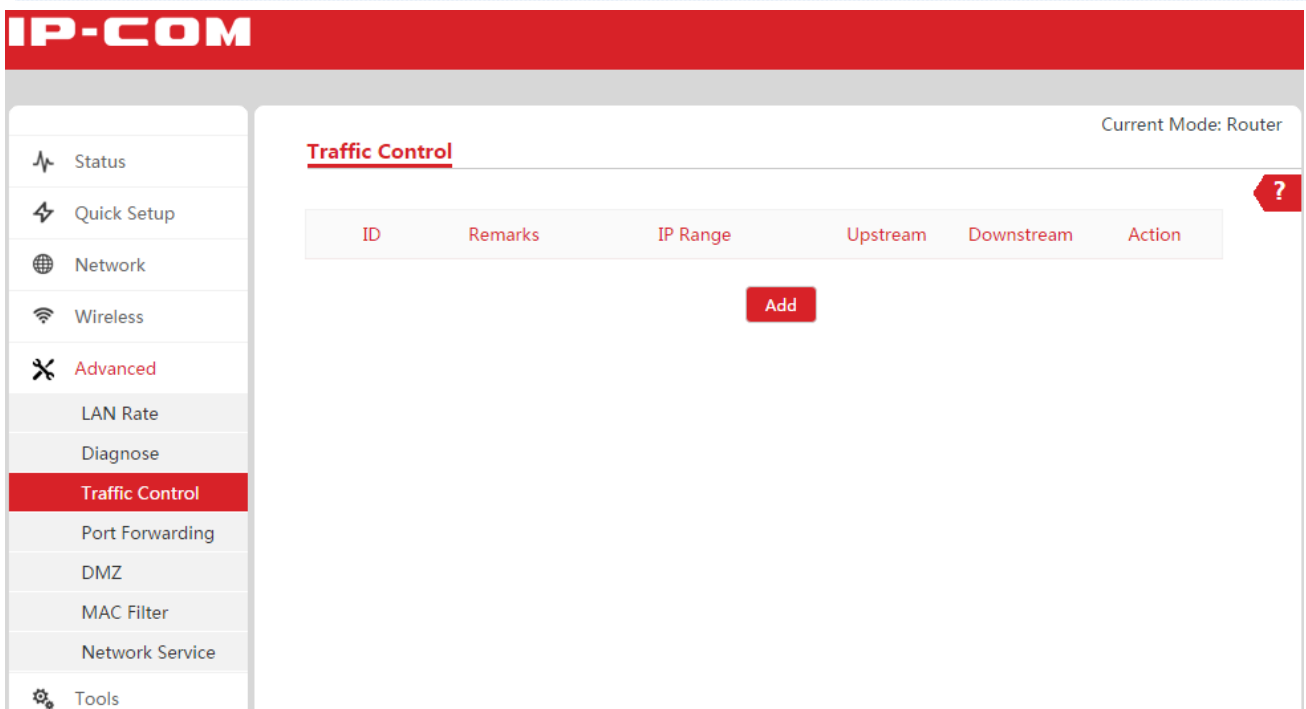 IP-COM
Current Mode: Router
Traffic Control
?
ID Remarks IP Range Upstream Downstream Action
Add
Status
Quick Setup
Network
Wireless
Advanced
LAN Rate
Diagnose
Traffic Control
Port Forwarding
DMZ
MAC Filter
Network Service
Tools